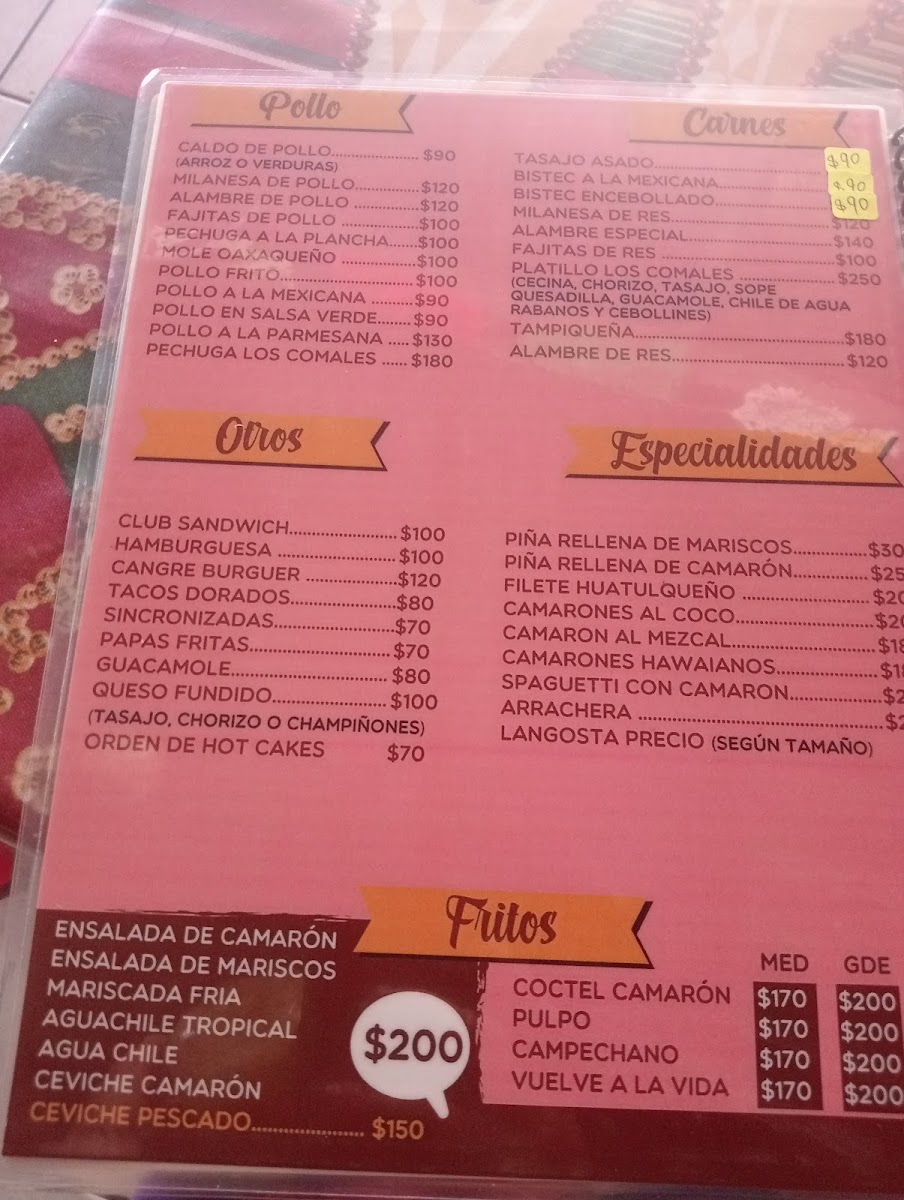 Pollo
CALDO DE POLLO........... $90
(ARROZ O VERDURAS)
MILANESA DE POLLO........... $120
ALAMBRE DE POLLO ........... $120
FAJITAS DE POLLO ........... $100
PECHUGA A LA PLANCHA...... $100
MOLE OAXAQUEÑO ........... $100
POLLO FRITO........... $100
POLLO A LA MEXICANA ........ $90
POLLO EN SALSA VERDE....... $90
POLLO A LA PARMESANA ..... $130
PECHUGA LOS COMALES ...... $180
Carnes
TASAJO ASADO........... $90
BISTEC A LA MEXICANA........... $90
BISTEC ENCEBOLLADO........... $90
MILANESA DE RES........... $120
ALAMBRE ESPECIAL........... $140
FAJITAS DE RES ........... $100
PLATILLO LOS COMALES ........... $250
(CECINA, CHORIZO, TASAJO, SOPE
QUESADILLA, GUACAMOLE, CHILE DE AGUA
RABANOS Y CEBOLLINES)
TAMPIQUEÑA........... $180
ALAMBRE DE RES........... $120
Otros
CLUB SANDWICH........... $100
HAMBURGUESA ........... $100
CANGRE BURGUER ........... $120
TACOS DORADOS........... $80
SINCRONIZADAS........... $70
PAPAS FRITAS........... $70
GUACAMOLE........... $80
QUESO FUNDIDO........... $100
(TASAJO, CHORIZO O CHAMPIÑONES)
ORDEN DE HOT CAKES $70
Especialidades
PIÑA RELLENA DE MARISCOS...........
PIÑA RELLENA DE CAMARÓN...........
FILETE HUATULQUEÑO ...........
CAMARONES AL COCO...........
CAMARON AL MEZCAL...........
CAMARONES HAWAIANOS...........
SPAGUETTI CON CAMARON...........
ARRACHERA ...........
LANGOSTA PRECIO (SEGÚN TAMAÑO)
Fritos
ENSALADA DE CAMARÓN
ENSALADA DE MARISCOS
MARISCADA FRIA
AGUACHILE TROPICAL
AGUA CHILE
CEVICHE CAMARÓN
$200
CEVICHE PESCADO........... $150
MED GDE
COCTEL CAMARÓN $170 $200
PULPO $170 $200
CAMPECHANO $170 $200
VUELVE A LA VIDA $170 $200